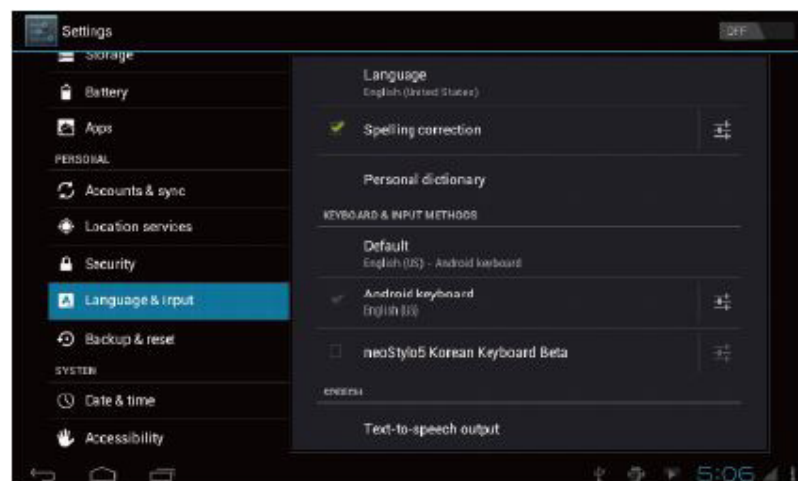 Settings
OFF
Storage
Battery
Apps
PERSONAL
Accounts & sync
Location services
Security
Language & input
Backup & reset
SYSTEM
Date & time
Accessibility
Language
English (United States)
Spelling correction
Personal dictionary
KEYBOARD & INPUT METHODS
Default
English (US) - Android keyboard
Android keyboard
English (US)
neoStylo5 Korean Keyboard Beta
SPEECH
Text-to-speech output
5:06